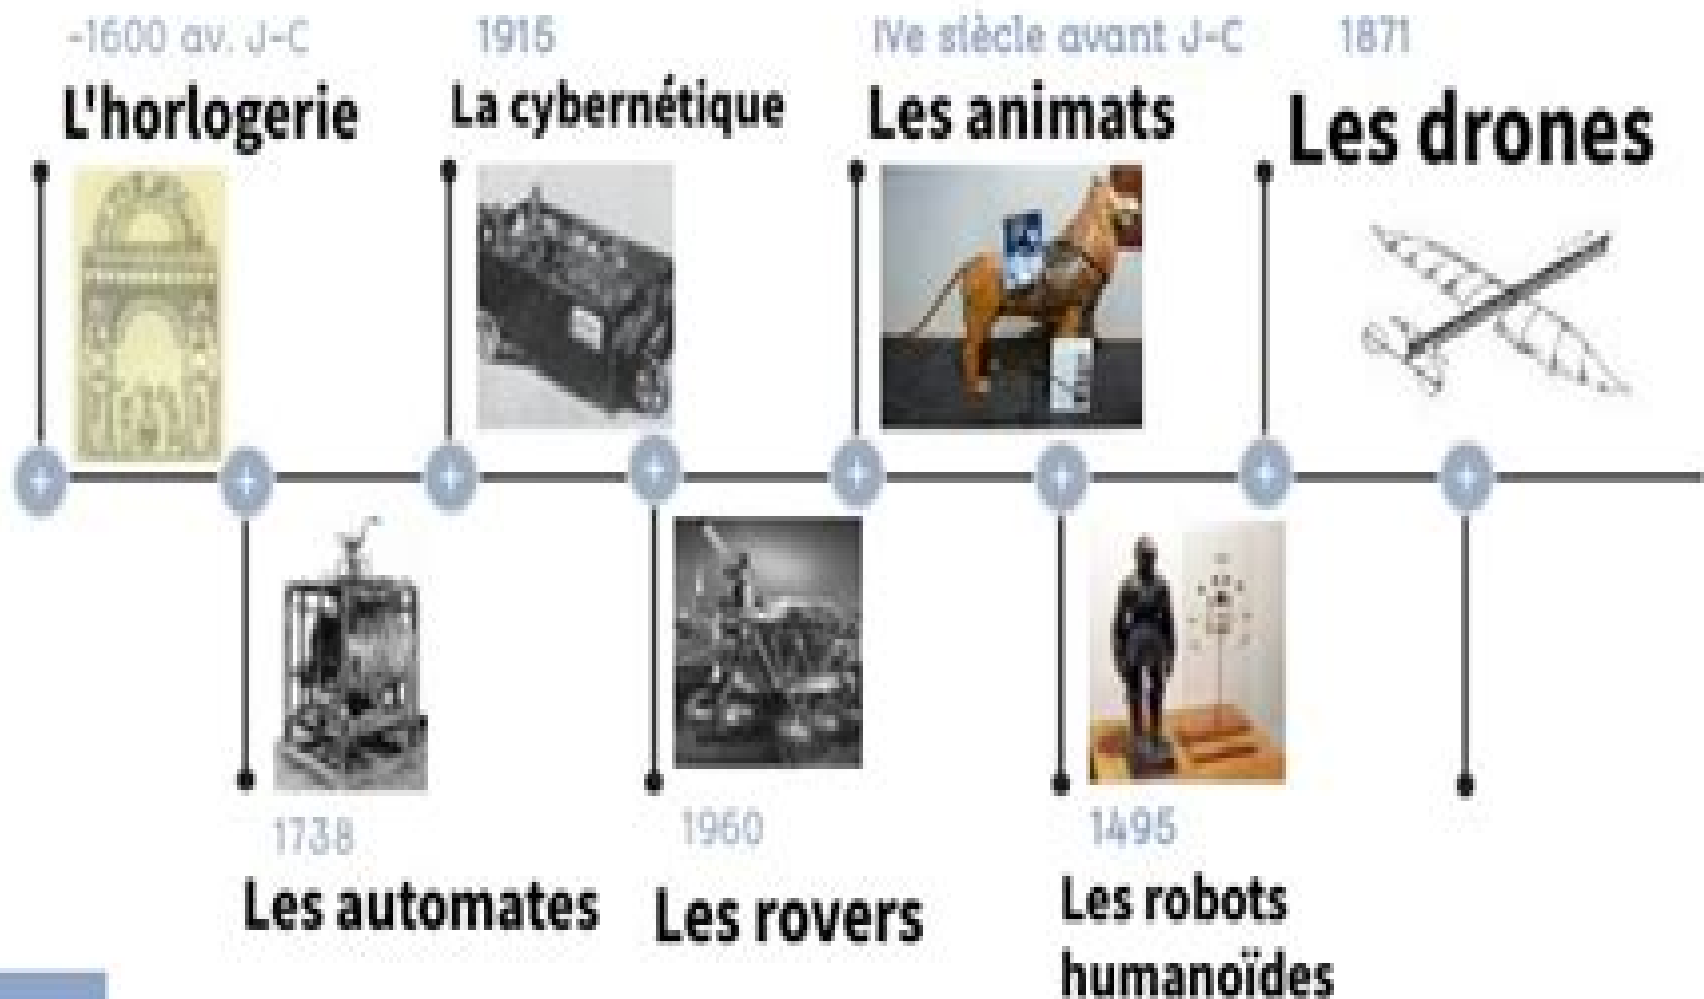 -1600 av. J-C
L'horlogerie
1915
La cybernétique
IVe siècle avant J-C
Les animats
1871
Les drones
1738
Les automates
1960
Les rovers
1495
Les robots
humanoïdes